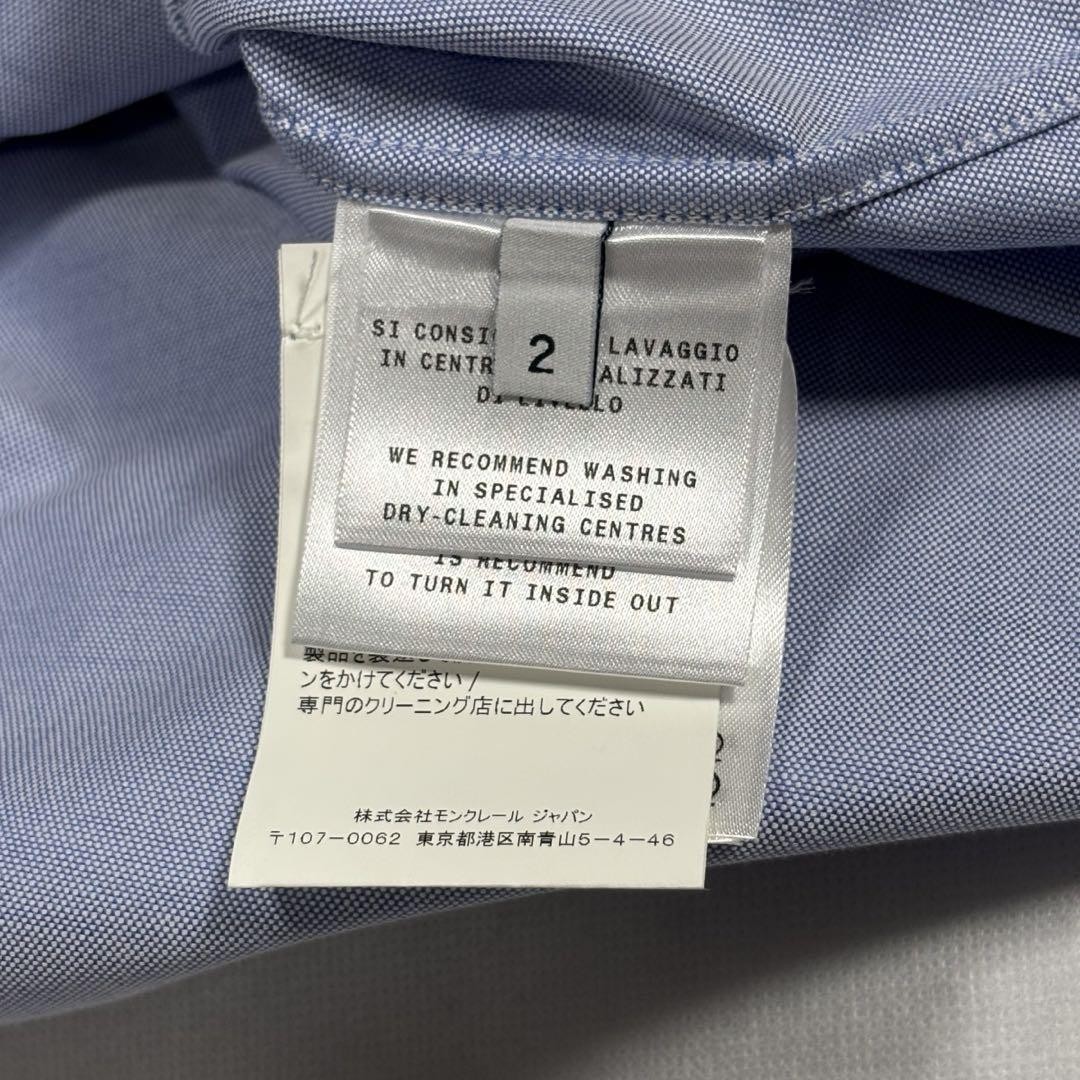 2
SI LAVAGGIO
IN
DI
WE RECOMMEND WASHING
IN SPECIALISED
DRY-CLEANING CENTRES
IS RECOMMEND
TO TURN IT INSIDE OUT
ンをかけてください/
専門のクリーニング店に出してください
株式会社モンクレール ジャパン
〒107-0062 東京都港区南青山5-4-46